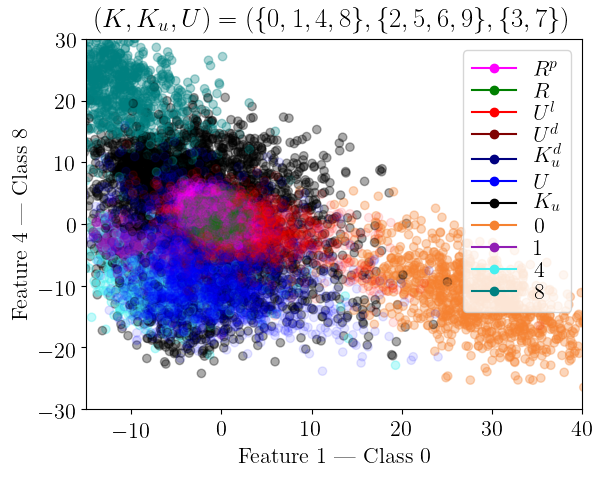 (K, K_u, U) = ({0, 1, 4, 8}, {2, 5, 6, 9}, {3, 7})
30
20
10
0
−10
−20
−30
Feature 4 — Class 8
R^p
R
U^l
U^d
K_u^d
U
K_u
0
1
4
8
−10
0
10
20
30
40
Feature 1 — Class 0